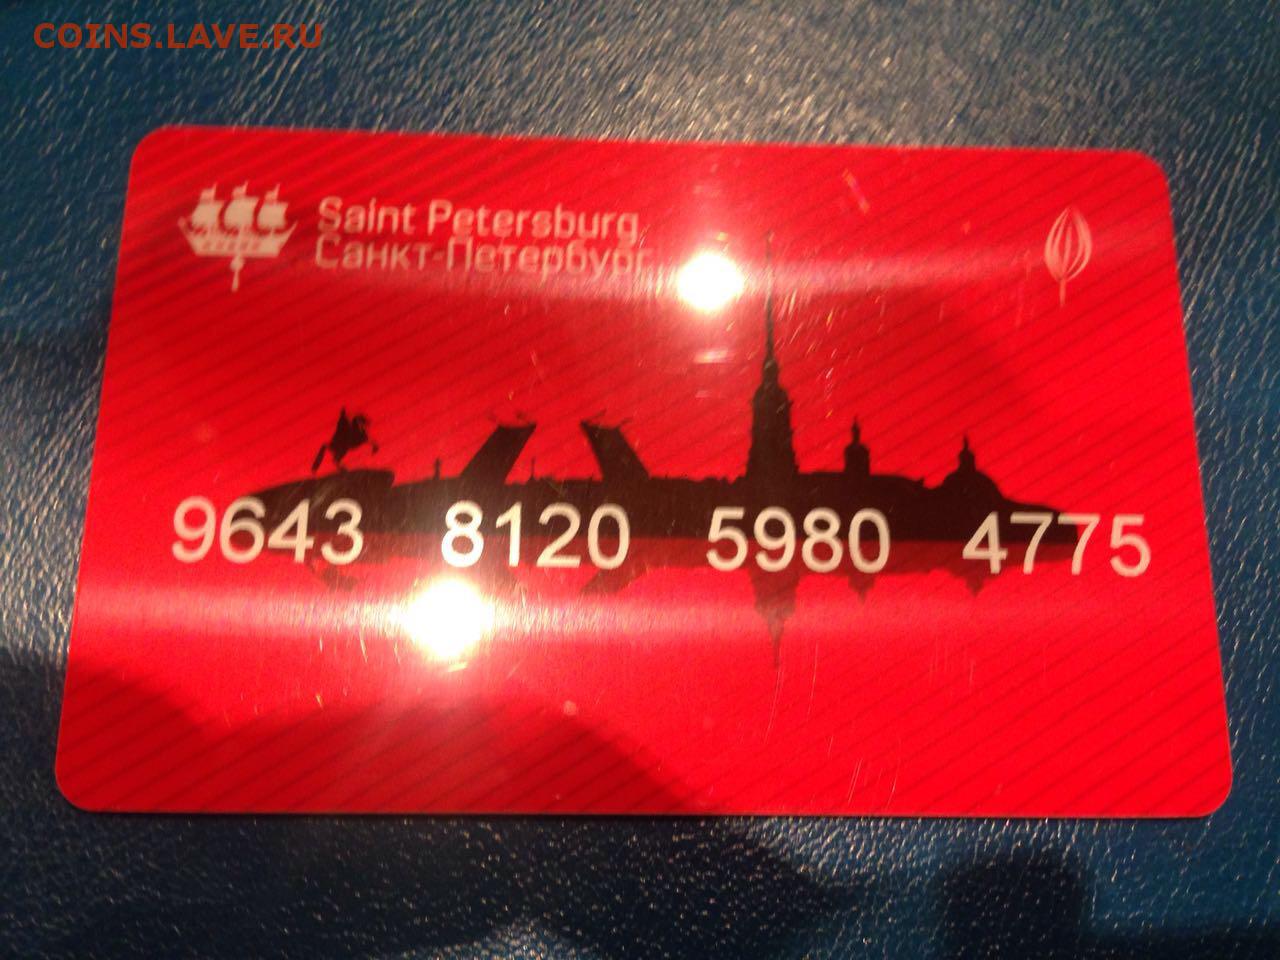 COINS.LAVE.RU
Saint Petersburg
Санкт-Петербург
9643 8120 5980 4775